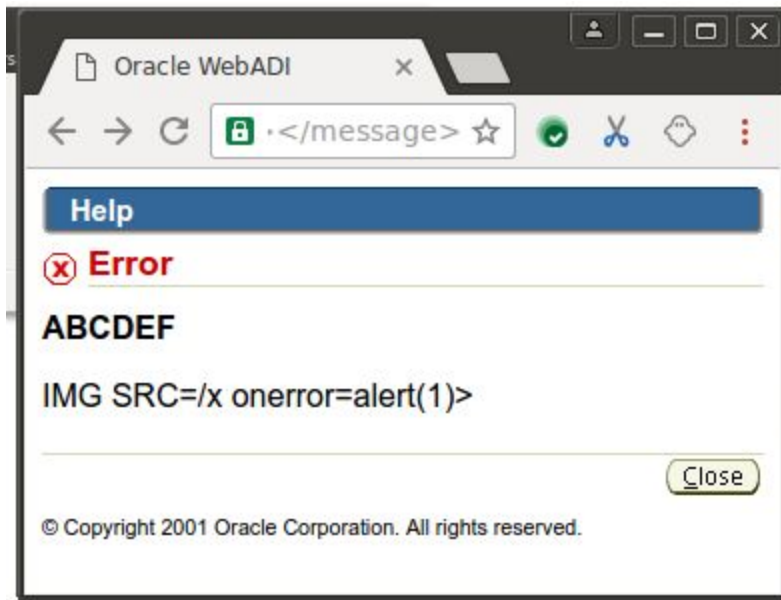 s
Oracle WebADI
·</message>
Help
Error
ABCDEF
IMG SRC=/x onerror=alert(1)>
Close
© Copyright 2001 Oracle Corporation. All rights reserved.